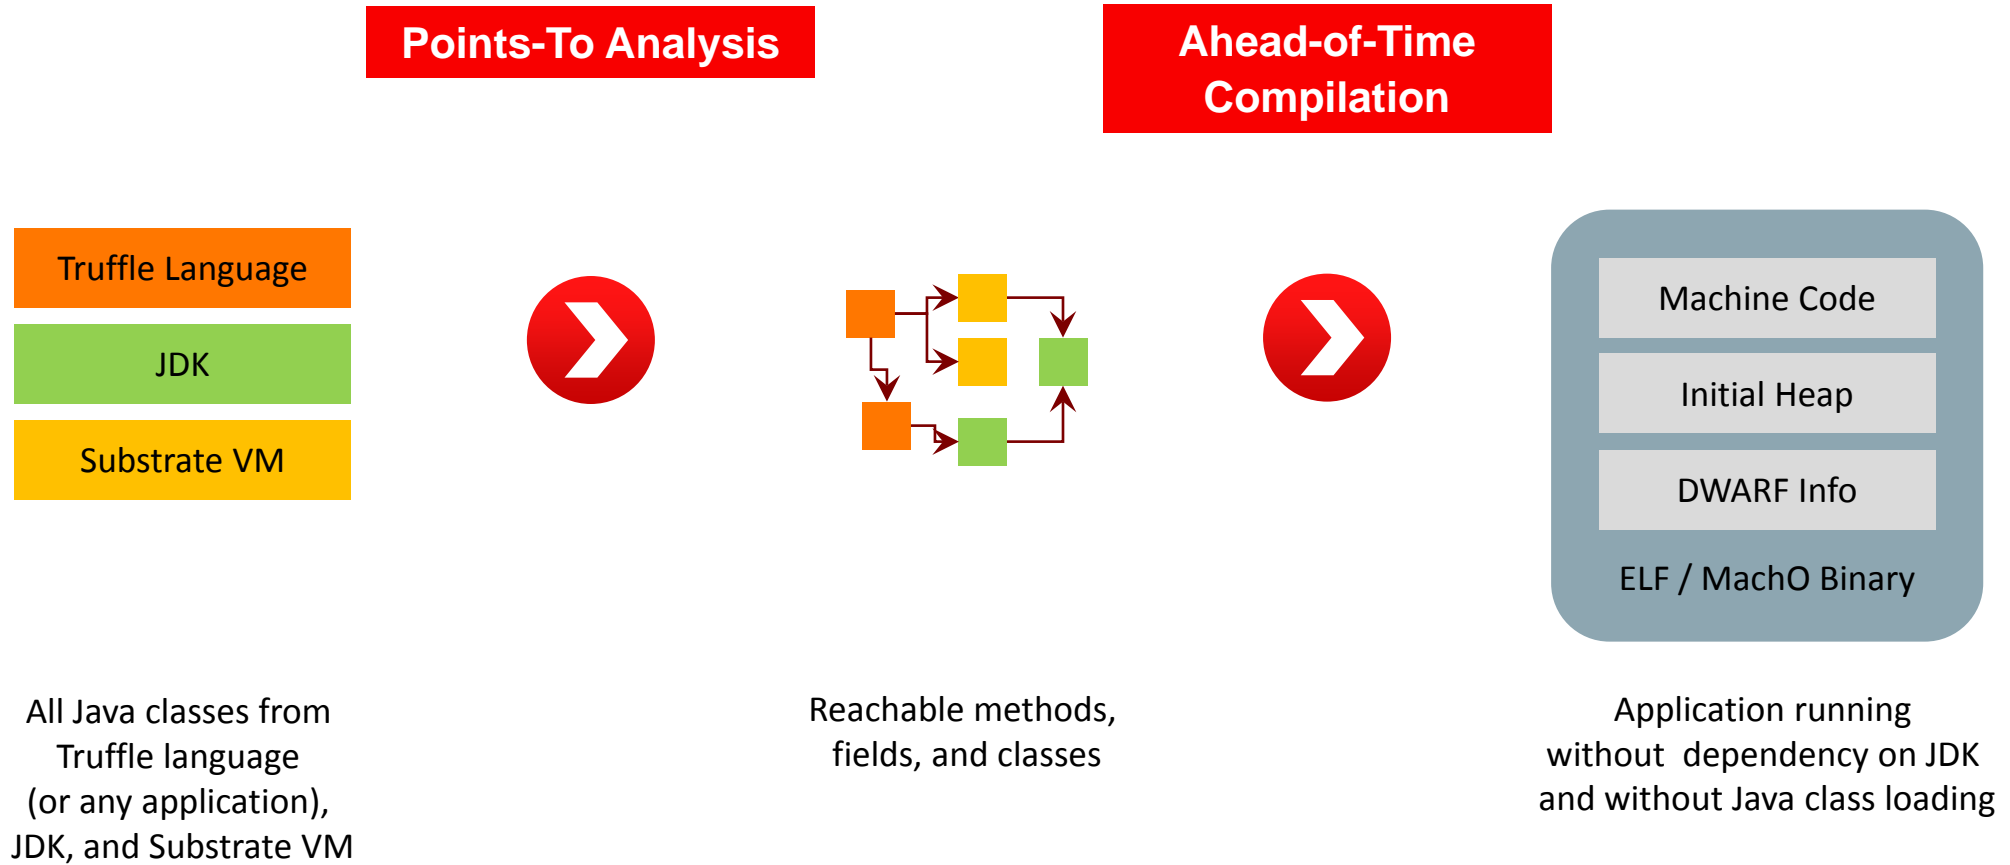 Points-To Analysis
Ahead-of-Time
Compilation
Truffle Language
JDK
Substrate VM
Machine Code
Initial Heap
DWARF Info
ELF / MachO Binary
All Java classes from
Truffle language
(or any application),
JDK, and Substrate VM
Reachable methods,
fields, and classes
Application running
without dependency on JDK
and without Java class loading